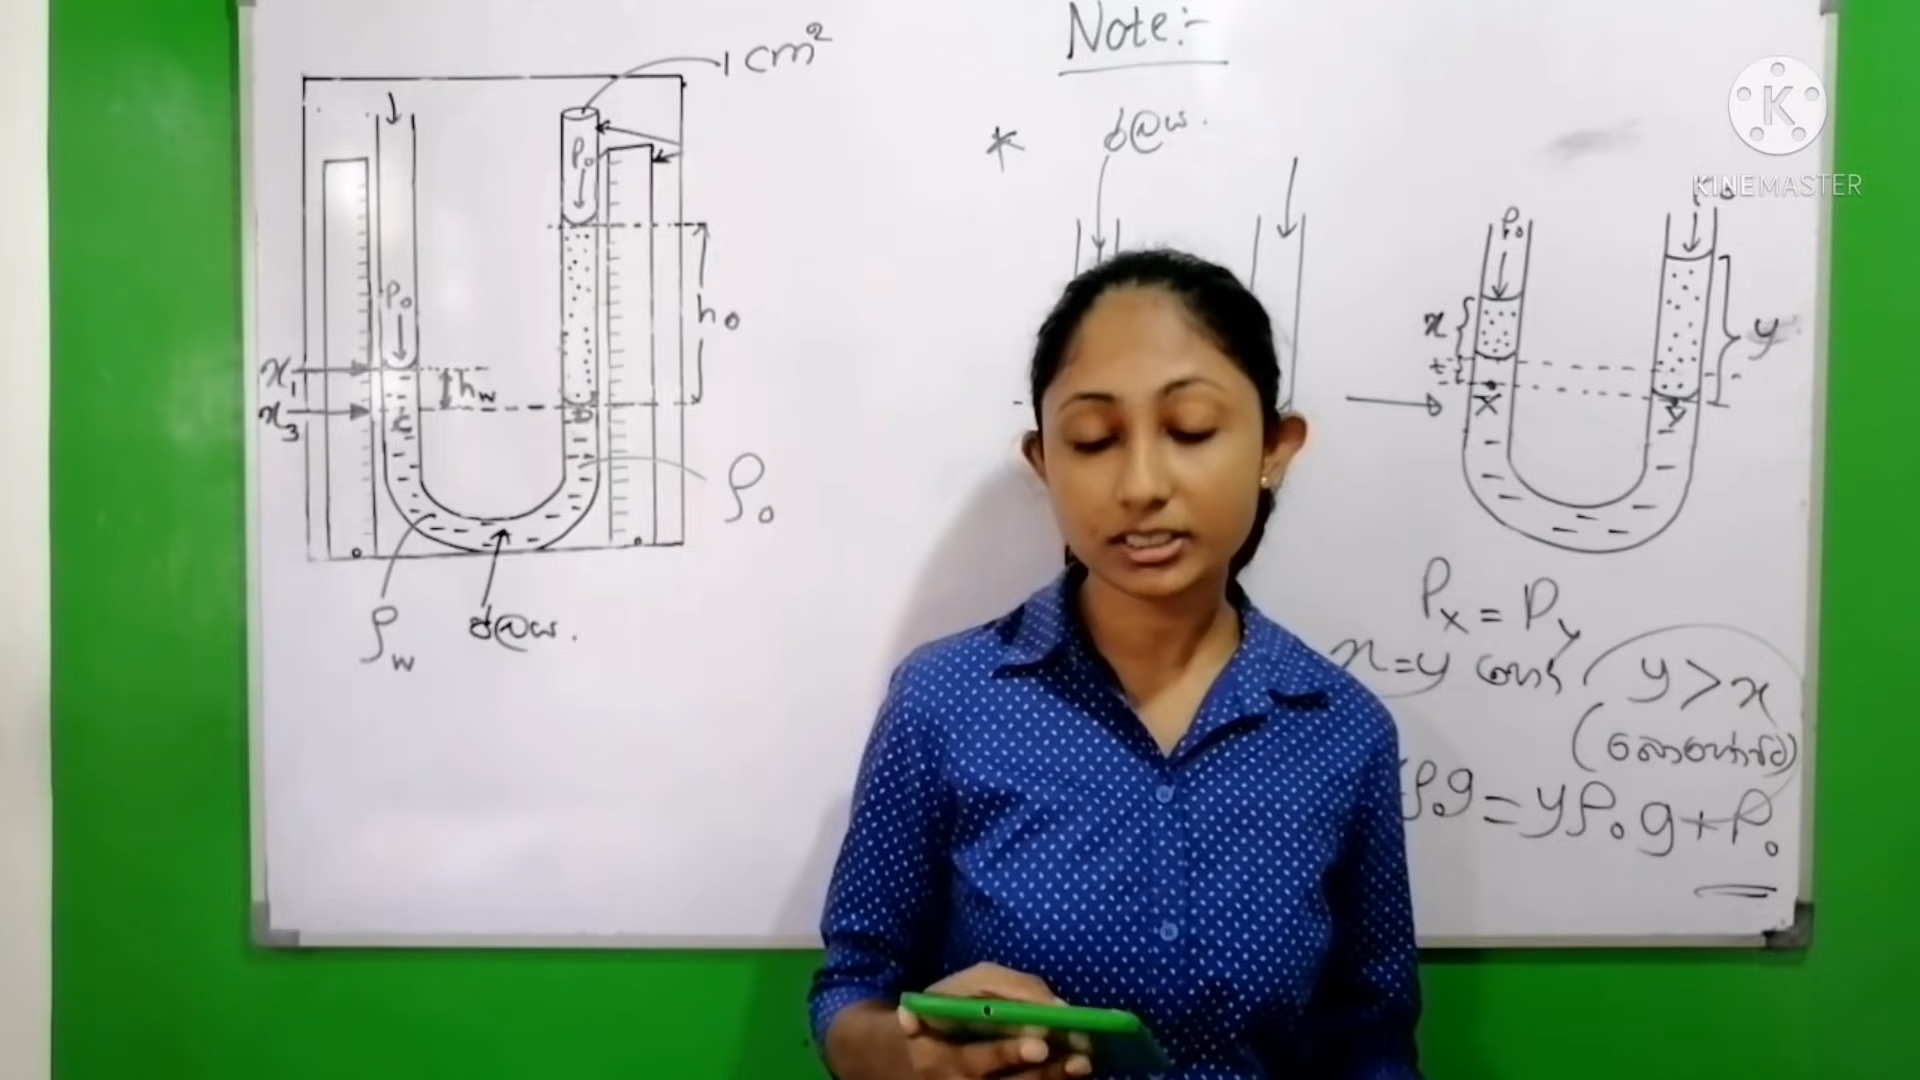 1 cm²
P₀
P₀
h₀
x₁
x₃
h_w
C
D
ρ₀
ρ_w
ජලය.
Note:-
* ජලය.
P₀
x
y
X
Y
P_X = P_Y
x=y
y>x
ρ₀g = yρ₀g + P₀
K
KINEMASTER